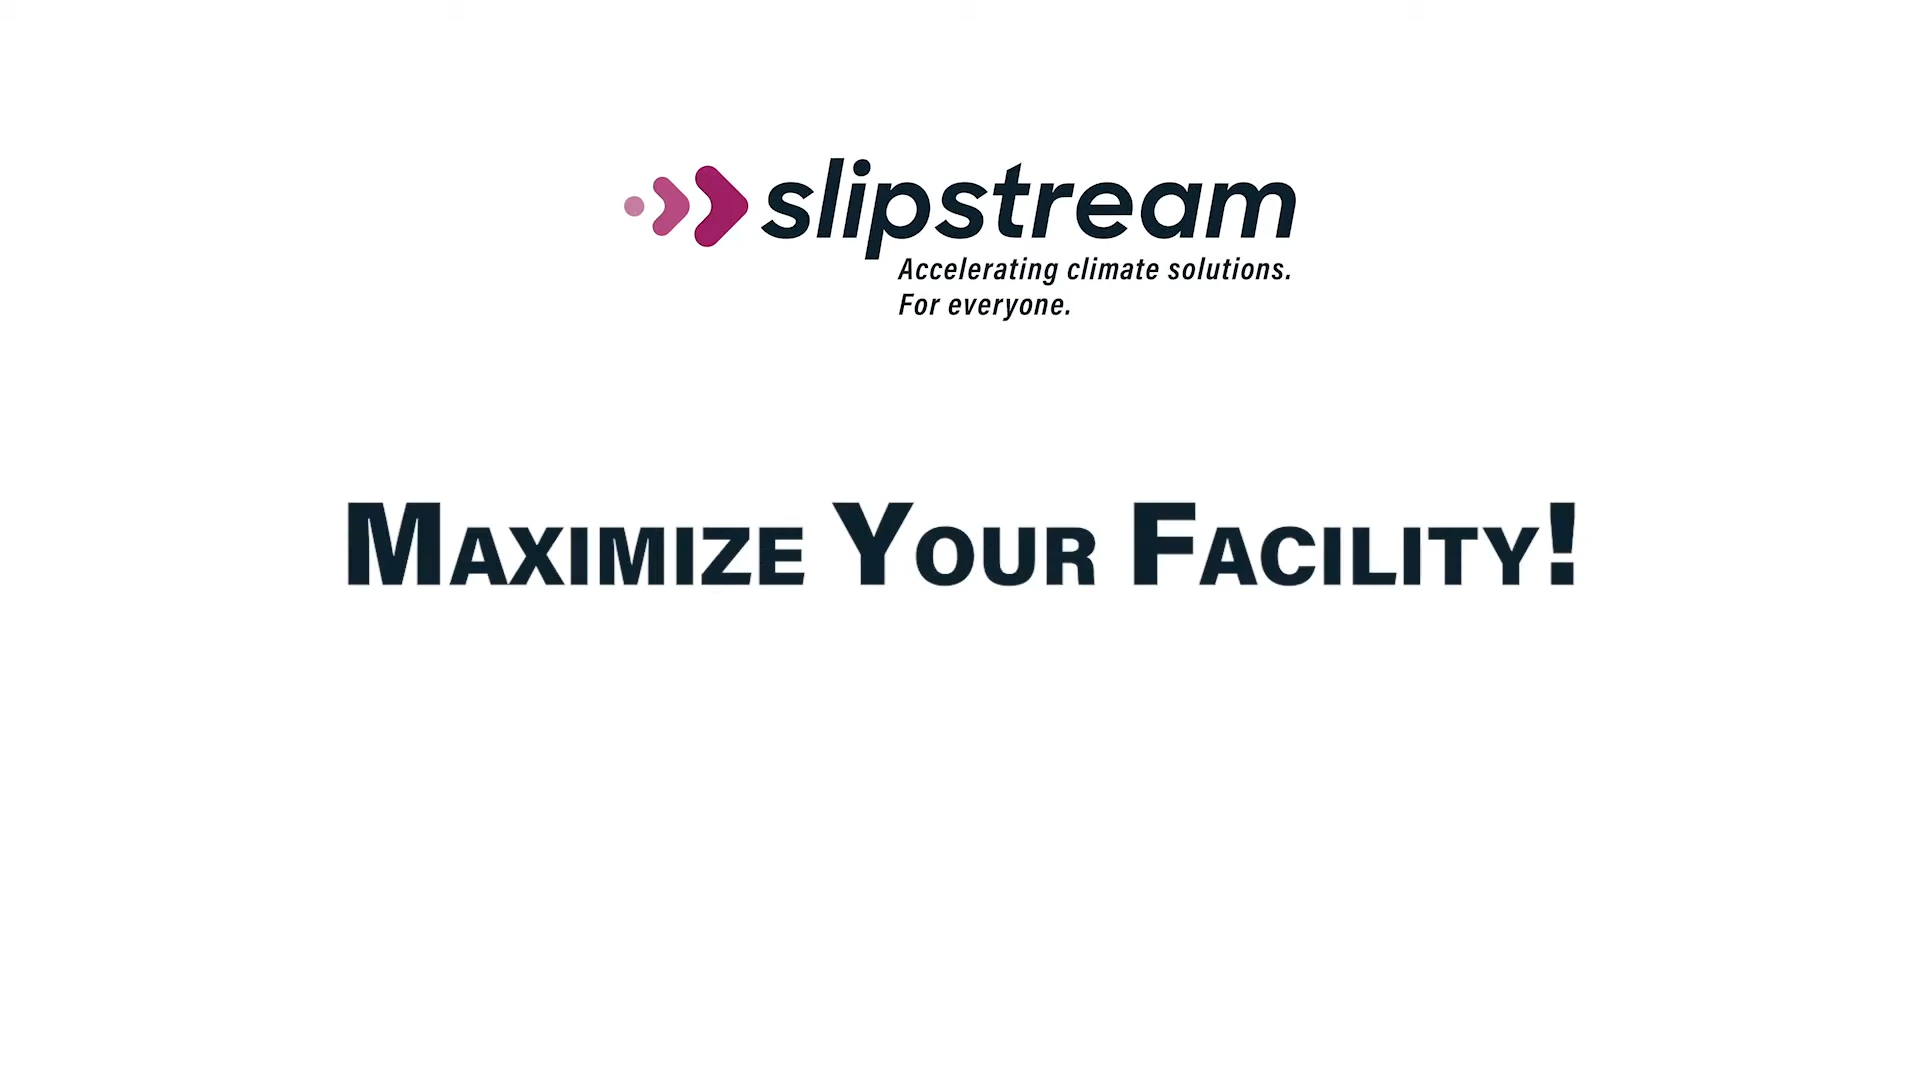 slipstream
Accelerating climate solutions.
For everyone.
Maximize Your Facility!